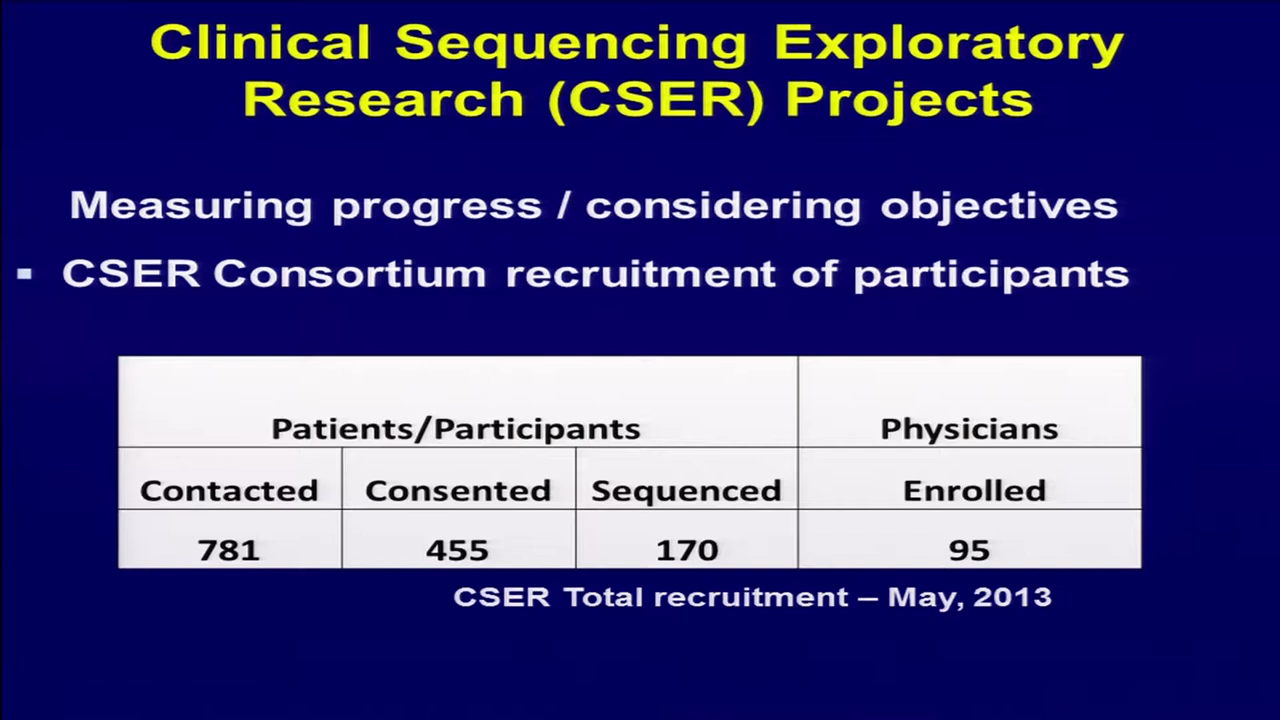 Clinical Sequencing Exploratory
Research (CSER) Projects
Measuring progress / considering objectives
▪ CSER Consortium recruitment of participants
Patients/Participants Physicians
Contacted Consented Sequenced Enrolled
781 455 170 95
CSER Total recruitment – May, 2013